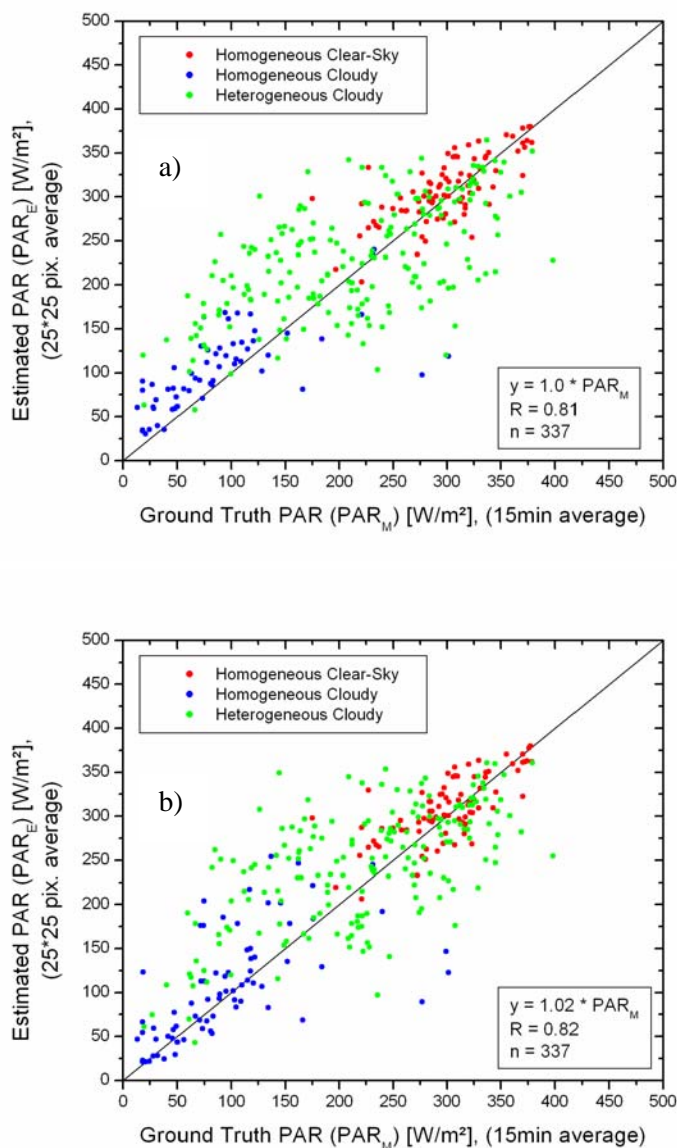 500
450
400
350
300
250
200
150
100
50
0
Estimated PAR (PAR_E) [W/m²],
(25*25 pix. average)
Homogeneous Clear-Sky
Homogeneous Cloudy
Heterogeneous Cloudy
a)
y = 1.0 * PAR_M
R = 0.81
n = 337
0 50 100 150 200 250 300 350 400 450 500
Ground Truth PAR (PAR_M) [W/m²], (15min average)
500
450
400
350
300
250
200
150
100
50
0
Estimated PAR (PAR_E) [W/m²],
(25*25 pix. average)
Homogeneous Clear-Sky
Homogeneous Cloudy
Heterogeneous Cloudy
b)
y = 1.02 * PAR_M
R = 0.82
n = 337
0 50 100 150 200 250 300 350 400 450 500
Ground Truth PAR (PAR_M) [W/m²], (15min average)